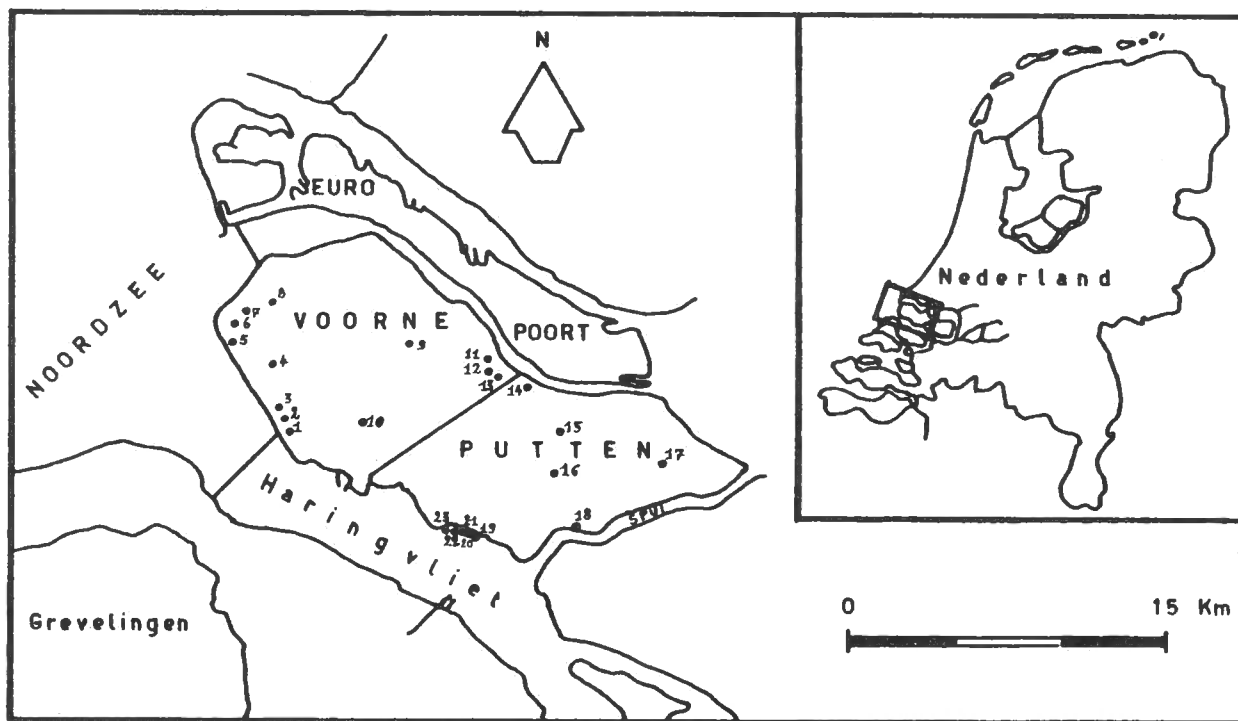 N
EURO
NOORDZEE
VOORNE
POORT
Nederland
8
7
6
5
4
9
11
12
13
14
3
2
1
10
15
PUTTEN
17
16
Haringvliet
SPUI
18
23
21
19
22
20
Grevelingen
0 15 Km